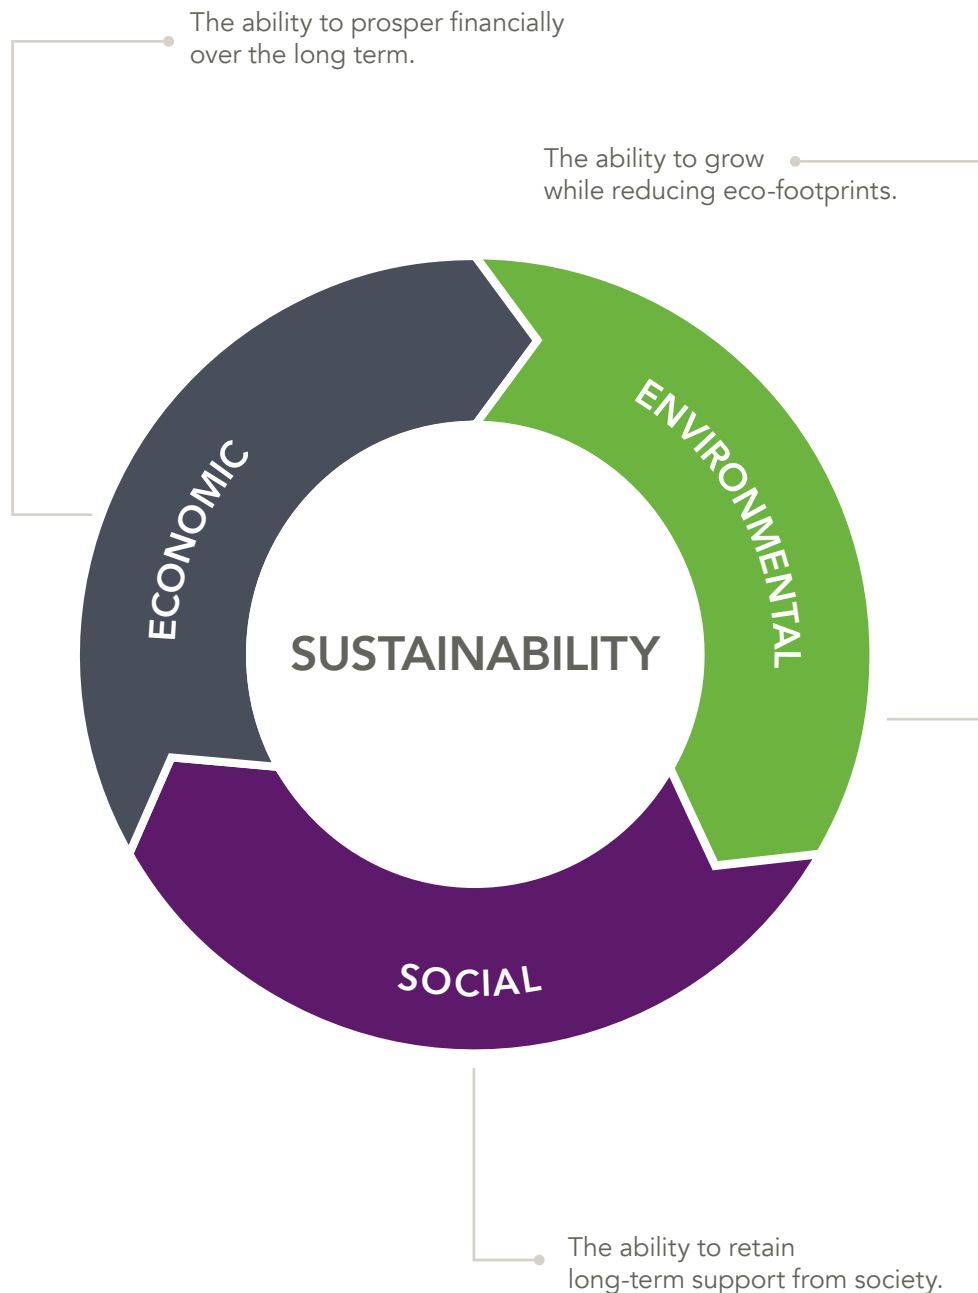 The ability to prosper financially
over the long term.
The ability to grow
while reducing eco-footprints.
ECONOMIC
ENVIRONMENTAL
SUSTAINABILITY
SOCIAL
The ability to retain
long-term support from society.